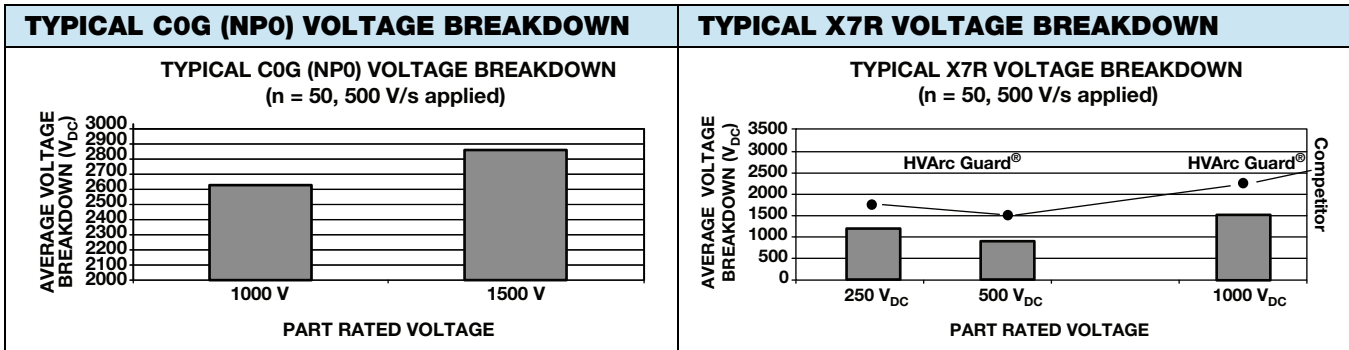 TYPICAL C0G (NP0) VOLTAGE BREAKDOWN
TYPICAL C0G (NP0) VOLTAGE BREAKDOWN
(n = 50, 500 V/s applied)
AVERAGE VOLTAGE
BREAKDOWN (VDC)
3000
2900
2800
2700
2600
2500
2400
2300
2200
2100
2000
1000 V
1500 V
PART RATED VOLTAGE
TYPICAL X7R VOLTAGE BREAKDOWN
TYPICAL X7R VOLTAGE BREAKDOWN
(n = 50, 500 V/s applied)
AVERAGE VOLTAGE
BREAKDOWN (VDC)
3500
3000
2500
2000
1500
1000
500
0
HVArc Guard®
HVArc Guard®
Competitor
250 VDC
500 VDC
1000 VDC
PART RATED VOLTAGE